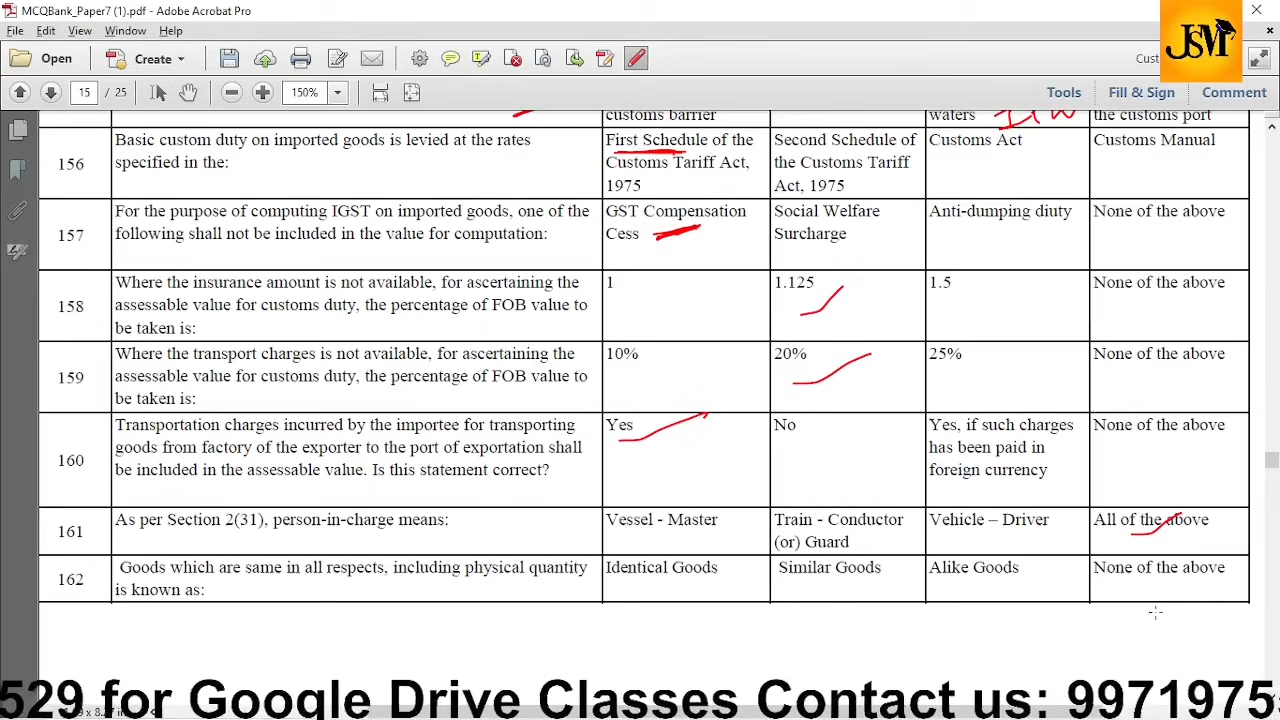 MCQBank_Paper7 (1).pdf - Adobe Acrobat Pro
File Edit View Window Help
Open Create Cust
JSM
15 / 25 150% Tools Fill & Sign Comment
customs barrier waters the customs port
156 Basic custom duty on imported goods is levied at the rates specified in the: First Schedule of the Customs Tariff Act, 1975 Second Schedule of the Customs Tariff Act, 1975 Customs Act Customs Manual
157 For the purpose of computing IGST on imported goods, one of the following shall not be included in the value for computation: GST Compensation Cess Social Welfare Surcharge Anti-dumping diuty None of the above
158 Where the insurance amount is not available, for ascertaining the assessable value for customs duty, the percentage of FOB value to be taken is: 1 1.125 1.5 None of the above
159 Where the transport charges is not available, for ascertaining the assessable value for customs duty, the percentage of FOB value to be taken is: 10% 20% 25% None of the above
160 Transportation charges incurred by the importee for transporting goods from factory of the exporter to the port of exportation shall be included in the assessable value. Is this statement correct? Yes No Yes, if such charges has been paid in foreign currency None of the above
161 As per Section 2(31), person-in-charge means: Vessel - Master Train - Conductor (or) Guard Vehicle – Driver All of the above
162 Goods which are same in all respects, including physical quantity is known as: Identical Goods Similar Goods Alike Goods None of the above
529 for Google Drive Classes Contact us: 9971975